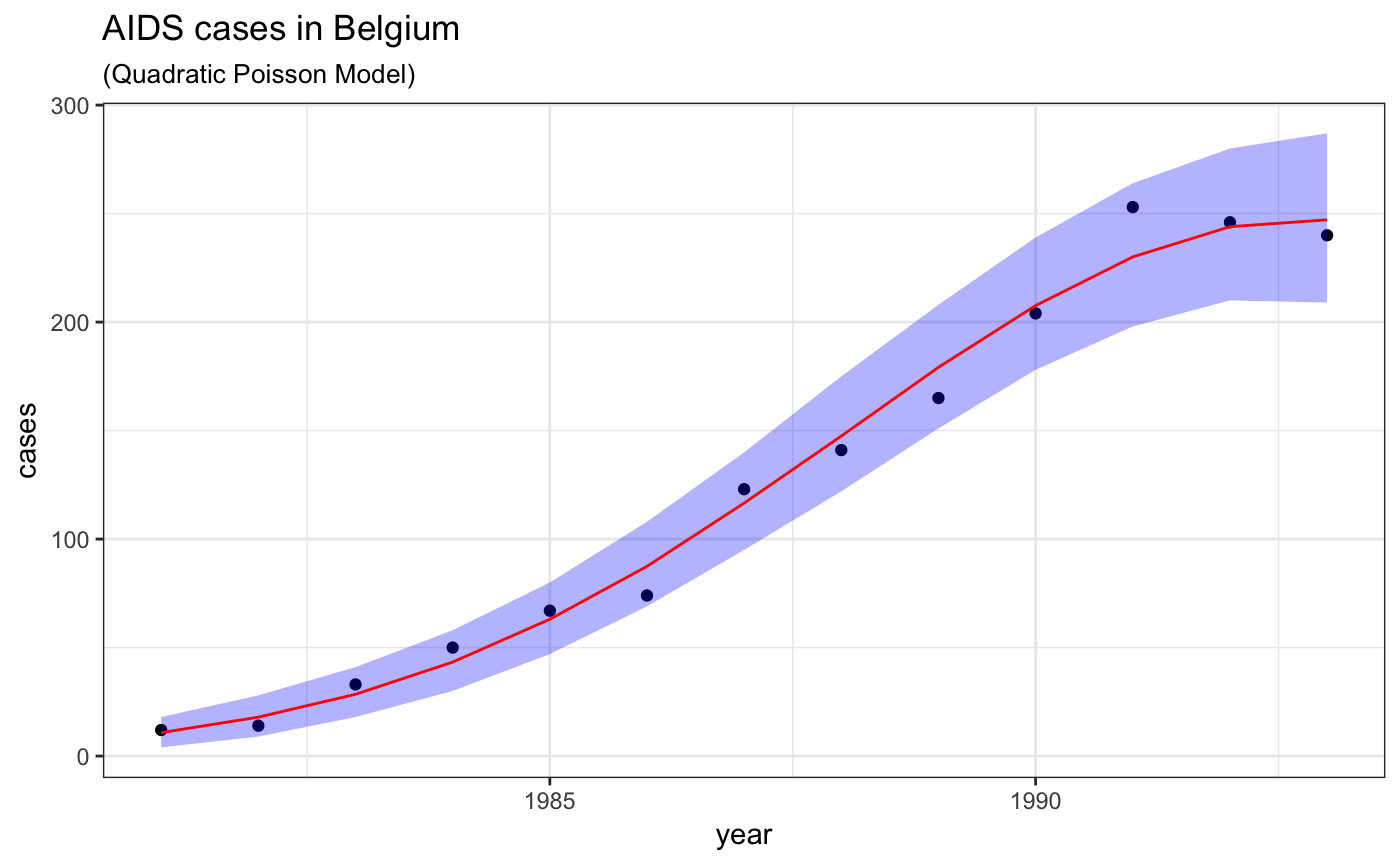 AIDS cases in Belgium
(Quadratic Poisson Model)
300
200
100
0
cases
1985
1990
year